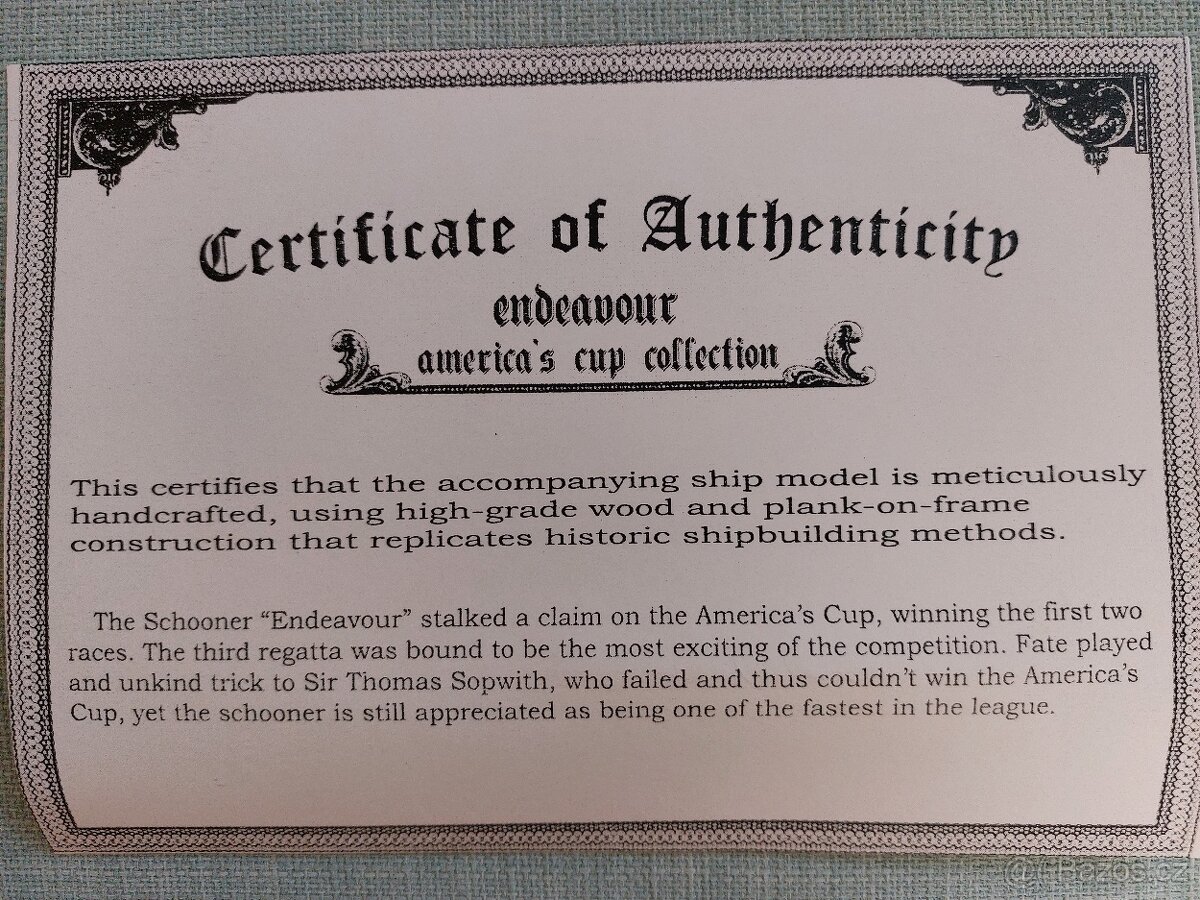 Certificate of Authenticity
endeavour
america's cup collection
This certifies that the accompanying ship model is meticulously
handcrafted, using high-grade wood and plank-on-frame
construction that replicates historic shipbuilding methods.
The Schooner “Endeavour” stalked a claim on the America's Cup, winning the first two
races. The third regatta was bound to be the most exciting of the competition. Fate played
and unkind trick to Sir Thomas Sopwith, who failed and thus couldn't win the America's
Cup, yet the schooner is still appreciated as being one of the fastest in the league.
@Bazos.cz